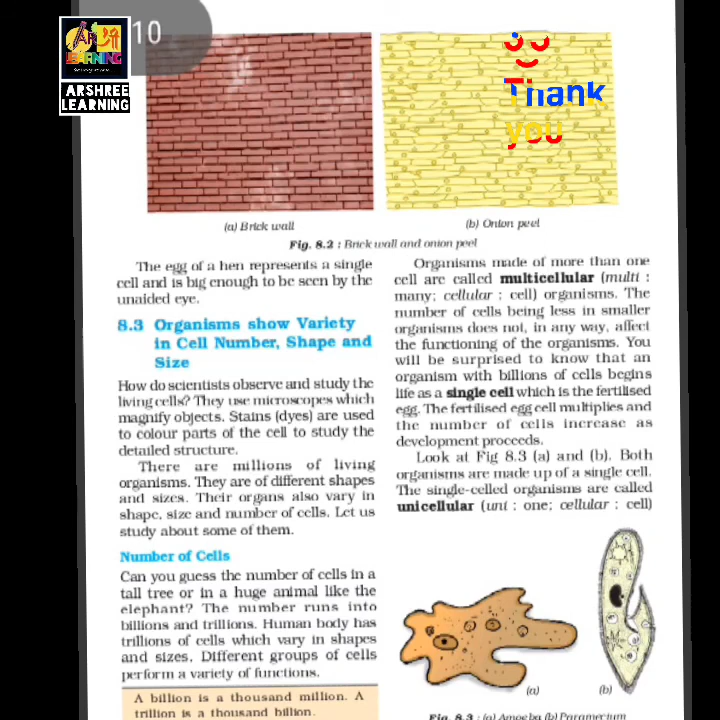 10
ARSHREE
LEARNING
Thank
you
(a) Brick wall
(b) Onion peel
Fig. 8.2 : Brick wall and onion peel
The egg of a hen represents a single
cell and is big enough to be seen by the
unaided eye.
8.3 Organisms show Variety
in Cell Number, Shape and
Size
How do scientists observe and study the
living cells? They use microscopes which
magnify objects. Stains (dyes) are used
to colour parts of the cell to study the
detailed structure.
There are millions of living
organisms. They are of different shapes
and sizes. Their organs also vary in
shape, size and number of cells. Let us
study about some of them.
Number of Cells
Can you guess the number of cells in a
tall tree or in a huge animal like the
elephant? The number runs into
billions and trillions. Human body has
trillions of cells which vary in shapes
and sizes. Different groups of cells
perform a variety of functions.
A billion is a thousand million. A
trillion is a thousand billion.
Organisms made of more than one
cell are called multicellular (multi :
many; cellular : cell) organisms. The
number of cells being less in smaller
organisms does not, in any way, affect
the functioning of the organisms. You
will be surprised to know that an
organism with billions of cells begins
life as a single cell which is the fertilised
egg. The fertilised egg cell multiplies and
the number of cells increase as
development proceeds.
Look at Fig 8.3 (a) and (b). Both
organisms are made up of a single cell.
The single-celled organisms are called
unicellular (uni : one; cellular : cell)
(a)
(b)
Fig. 8.3 : (a) Amoeba (b) Paramecium